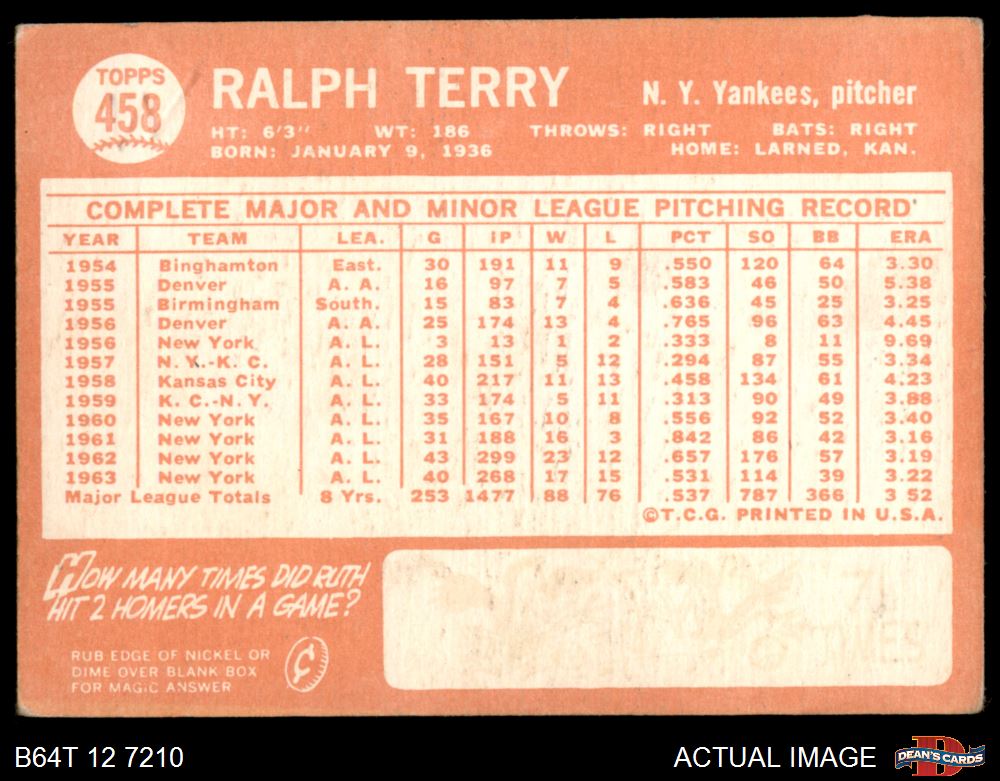 TOPPS
458
RALPH TERRY
N. Y. Yankees, pitcher
HT: 6'3" WT: 186 THROWS: RIGHT BATS: RIGHT
BORN: JANUARY 9, 1936 HOME: LARNED, KAN.
COMPLETE MAJOR AND MINOR LEAGUE PITCHING RECORD
YEAR TEAM LEA. G IP W L PCT SO BB ERA
1954 Binghamton East. 30 191 11 9 .550 120 64 3.30
1955 Denver A. A. 16 97 7 5 .583 46 50 5.38
1955 Birmingham South. 15 83 7 4 .636 45 25 3.25
1956 Denver A. A. 25 174 13 4 .765 96 63 4.45
1956 New York A. L. 3 13 1 2 .333 8 11 9.69
1957 N. Y.-K. C. A. L. 28 151 5 12 .294 87 55 3.34
1958 Kansas City A. L. 40 217 11 13 .458 134 61 4.23
1959 K. C.-N. Y. A. L. 33 174 5 11 .313 90 49 3.88
1960 New York A. L. 35 167 10 8 .556 92 52 3.40
1961 New York A. L. 31 188 16 3 .842 86 42 3.16
1962 New York A. L. 43 299 23 12 .657 176 57 3.19
1963 New York A. L. 40 268 17 15 .531 114 39 3.22
Major League Totals 8 Yrs. 253 1477 88 76 .537 787 366 3 52
©T.C.G. PRINTED IN U.S.A.
HOW MANY TIMES DID RUTH
HIT 2 HOMERS IN A GAME?
RUB EDGE OF NICKEL OR
DIME OVER BLANK BOX
FOR MAGIC ANSWER
¢
71
TIMES
B64T 12 7210
ACTUAL IMAGE
DEAN'S CARDS